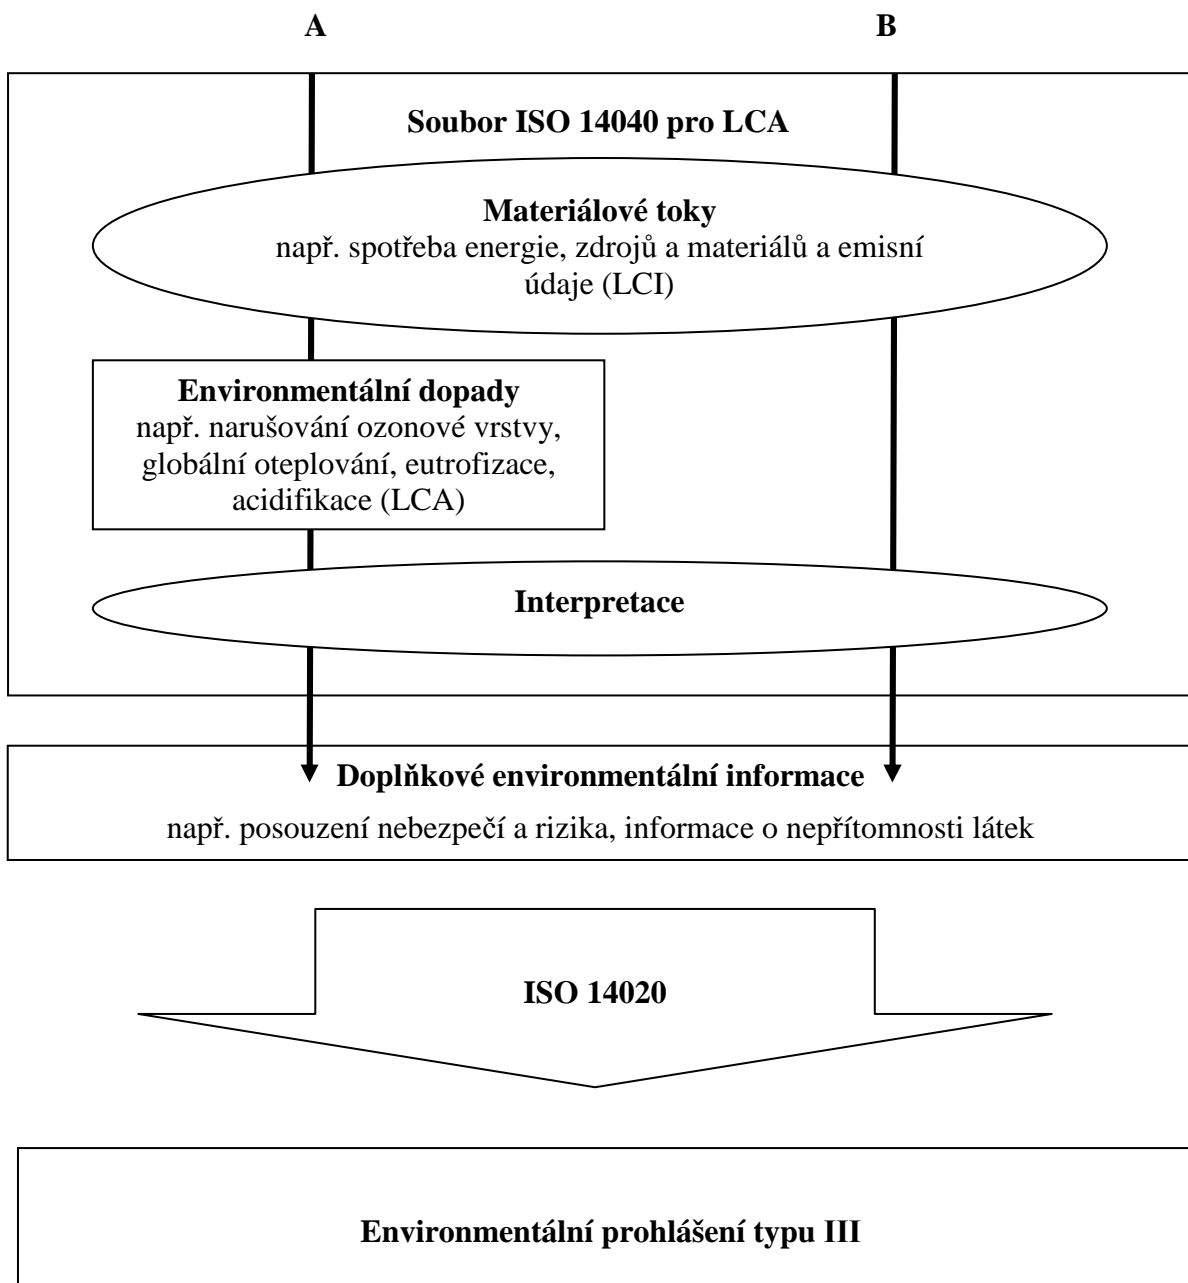 A B
Soubor ISO 14040 pro LCA
Materiálové toky
např. spotřeba energie, zdrojů a materiálů a emisní
údaje (LCI)
Environmentální dopady
např. narušování ozonové vrstvy,
globální oteplování, eutrofizace,
acidifikace (LCA)
Interpretace
Doplňkové environmentální informace
např. posouzení nebezpečí a rizika, informace o nepřítomnosti látek
ISO 14020
Environmentální prohlášení typu III